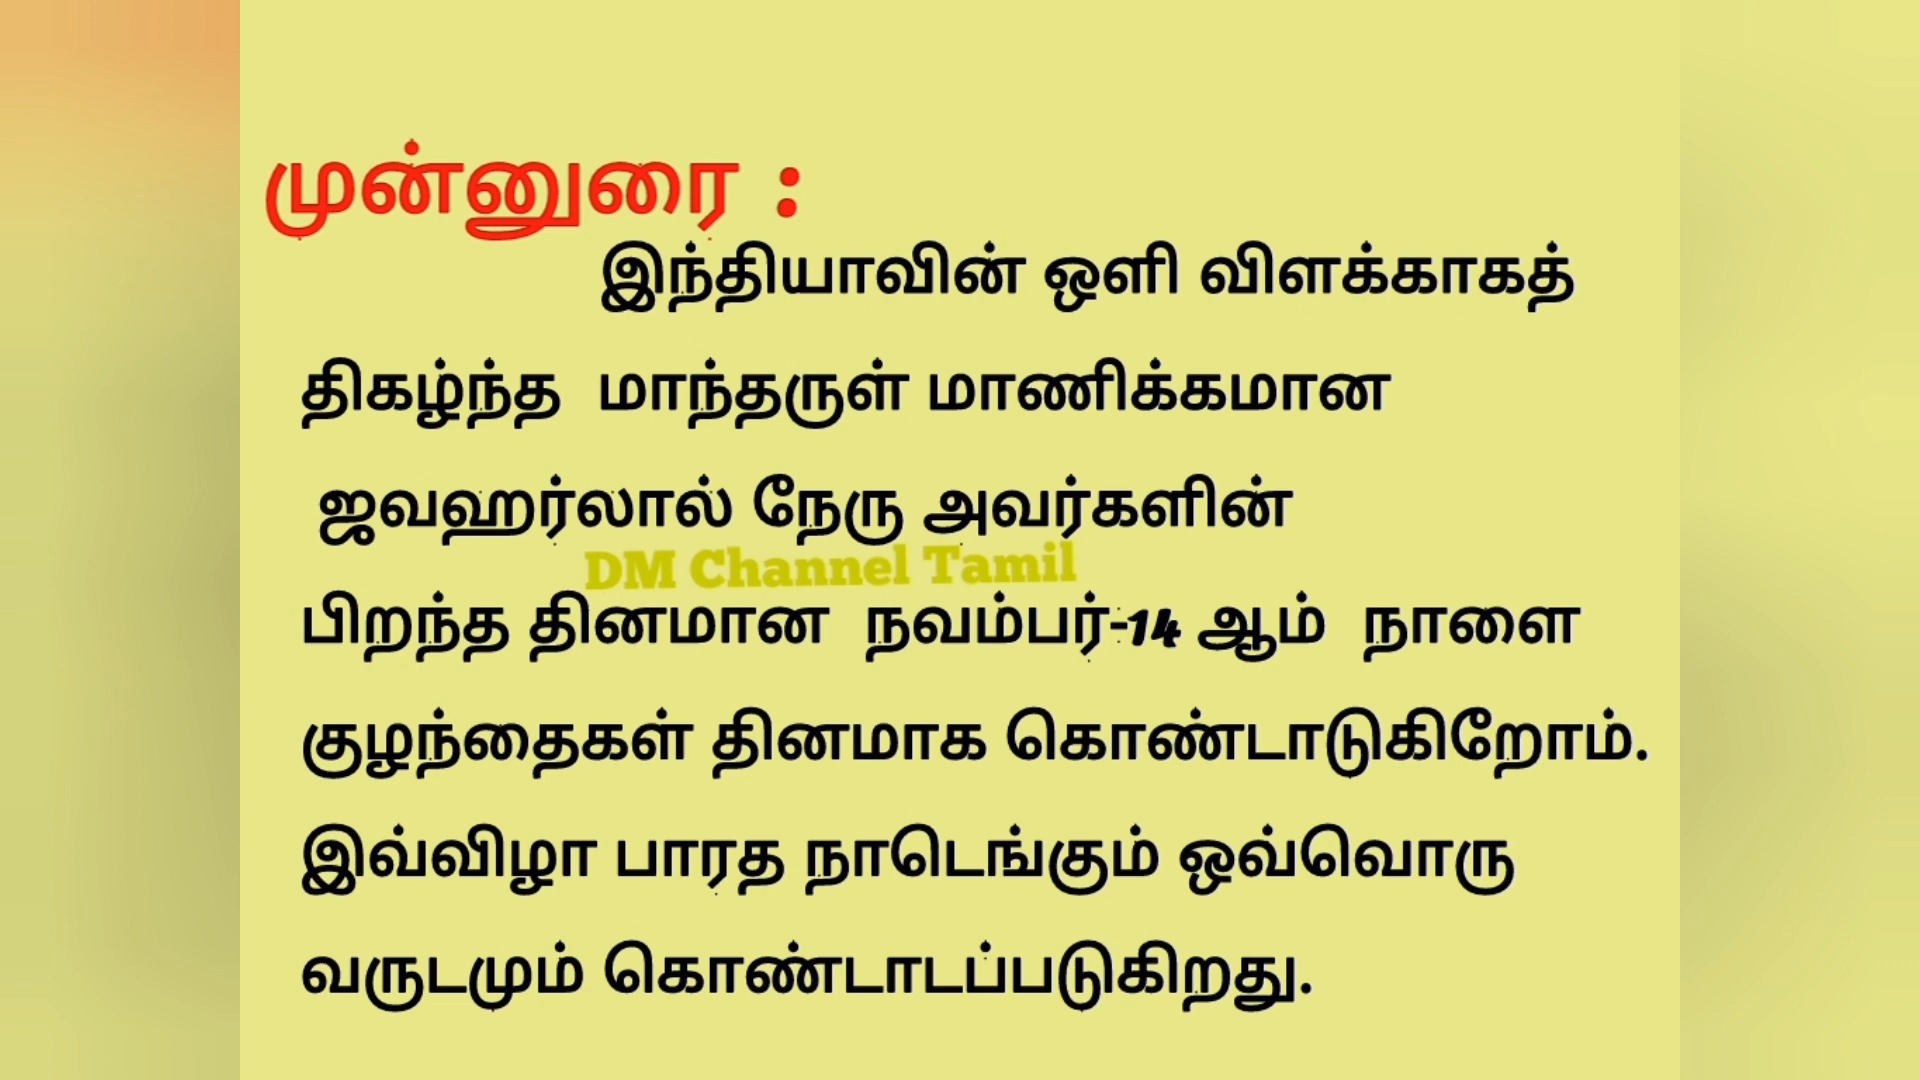 முன்னுரை :
இந்தியாவின் ஒளி விளக்காகத்
திகழ்ந்த மாந்தருள் மாணிக்கமான
ஜவஹர்லால் நேரு அவர்களின்
DM Channel Tamil
பிறந்த தினமான நவம்பர்-14 ஆம் நாளை
குழந்தைகள் தினமாக கொண்டாடுகிறோம்.
இவ்விழா பாரத நாடெங்கும் ஒவ்வொரு
வருடமும் கொண்டாடப்படுகிறது.